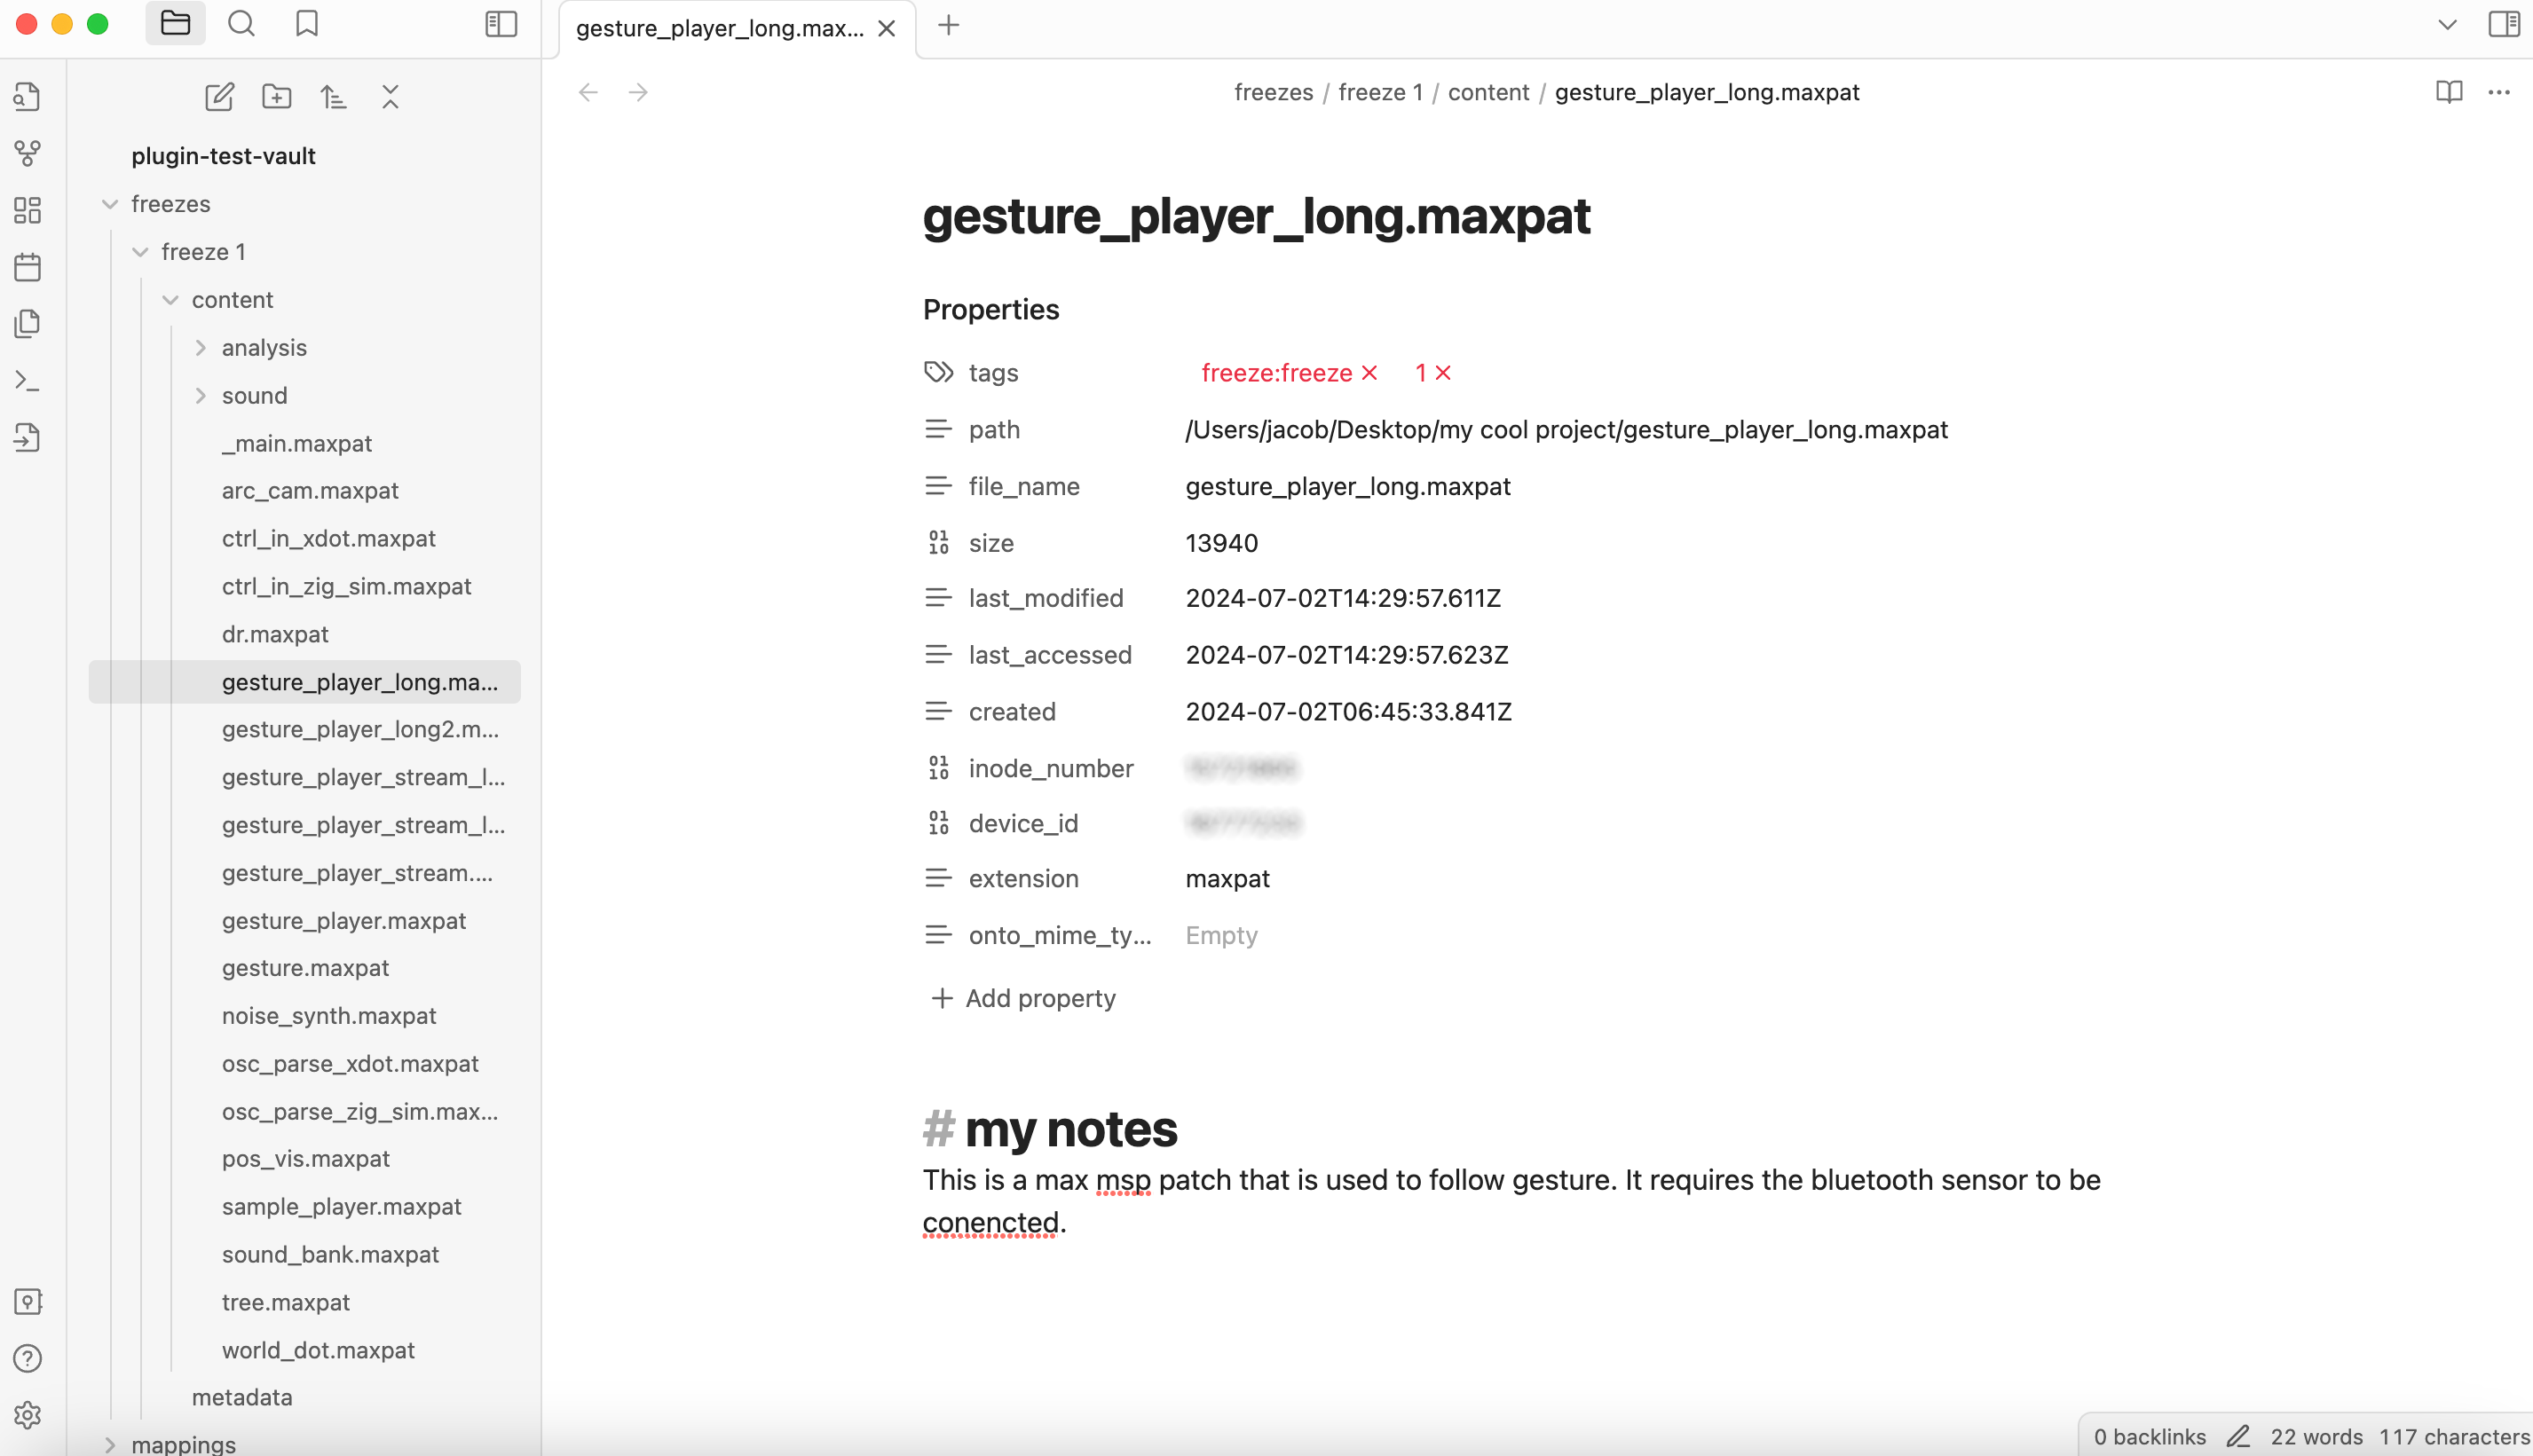 gesture_player_long.max...
plugin-test-vault
freezes
freeze 1
content
analysis
sound
_main.maxpat
arc_cam.maxpat
ctrl_in_xdot.maxpat
ctrl_in_zig_sim.maxpat
dr.maxpat
gesture_player_long.ma...
gesture_player_long2.m...
gesture_player_stream_l...
gesture_player_stream_l...
gesture_player_stream....
gesture_player.maxpat
gesture.maxpat
noise_synth.maxpat
osc_parse_xdot.maxpat
osc_parse_zig_sim.max...
pos_vis.maxpat
sample_player.maxpat
sound_bank.maxpat
tree.maxpat
world_dot.maxpat
metadata
mappings
freezes / freeze 1 / content / gesture_player_long.maxpat
gesture_player_long.maxpat
Properties
tags freeze:freeze 1
path /Users/jacob/Desktop/my cool project/gesture_player_long.maxpat
file_name gesture_player_long.maxpat
size 13940
last_modified 2024-07-02T14:29:57.611Z
last_accessed 2024-07-02T14:29:57.623Z
created 2024-07-02T06:45:33.841Z
inode_number
device_id
extension maxpat
onto_mime_ty... Empty
Add property
# my notes
This is a max msp patch that is used to follow gesture. It requires the bluetooth sensor to be
conencted.
0 backlinks 22 words 117 characters